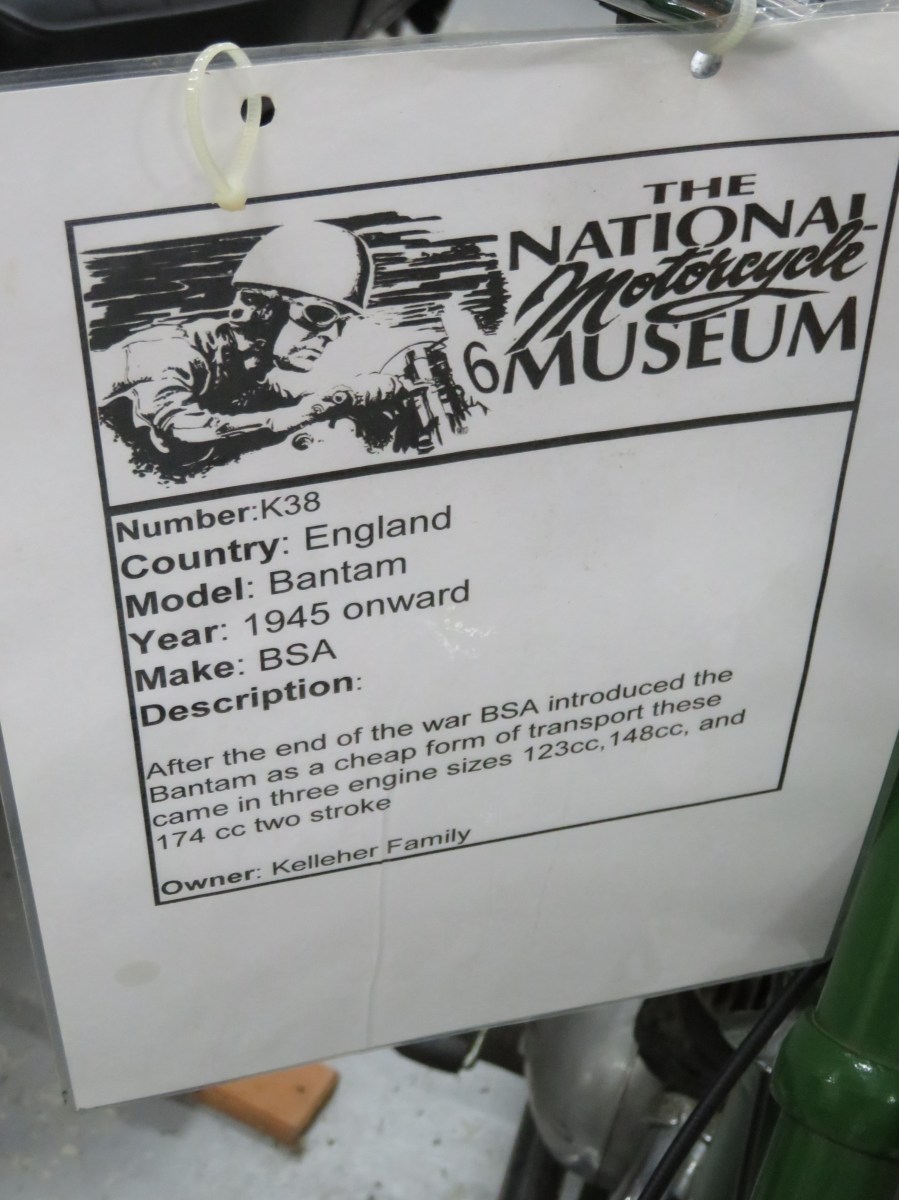 THE
NATIONAL
Motorcycle
MUSEUM
6
Number:K38
Country: England
Model: Bantam
Year: 1945 onward
Make: BSA
Description:
After the end of the war BSA introduced the
Bantam as a cheap form of transport these
came in three engine sizes 123cc,148cc, and
174 cc two stroke
Owner: Kelleher Family